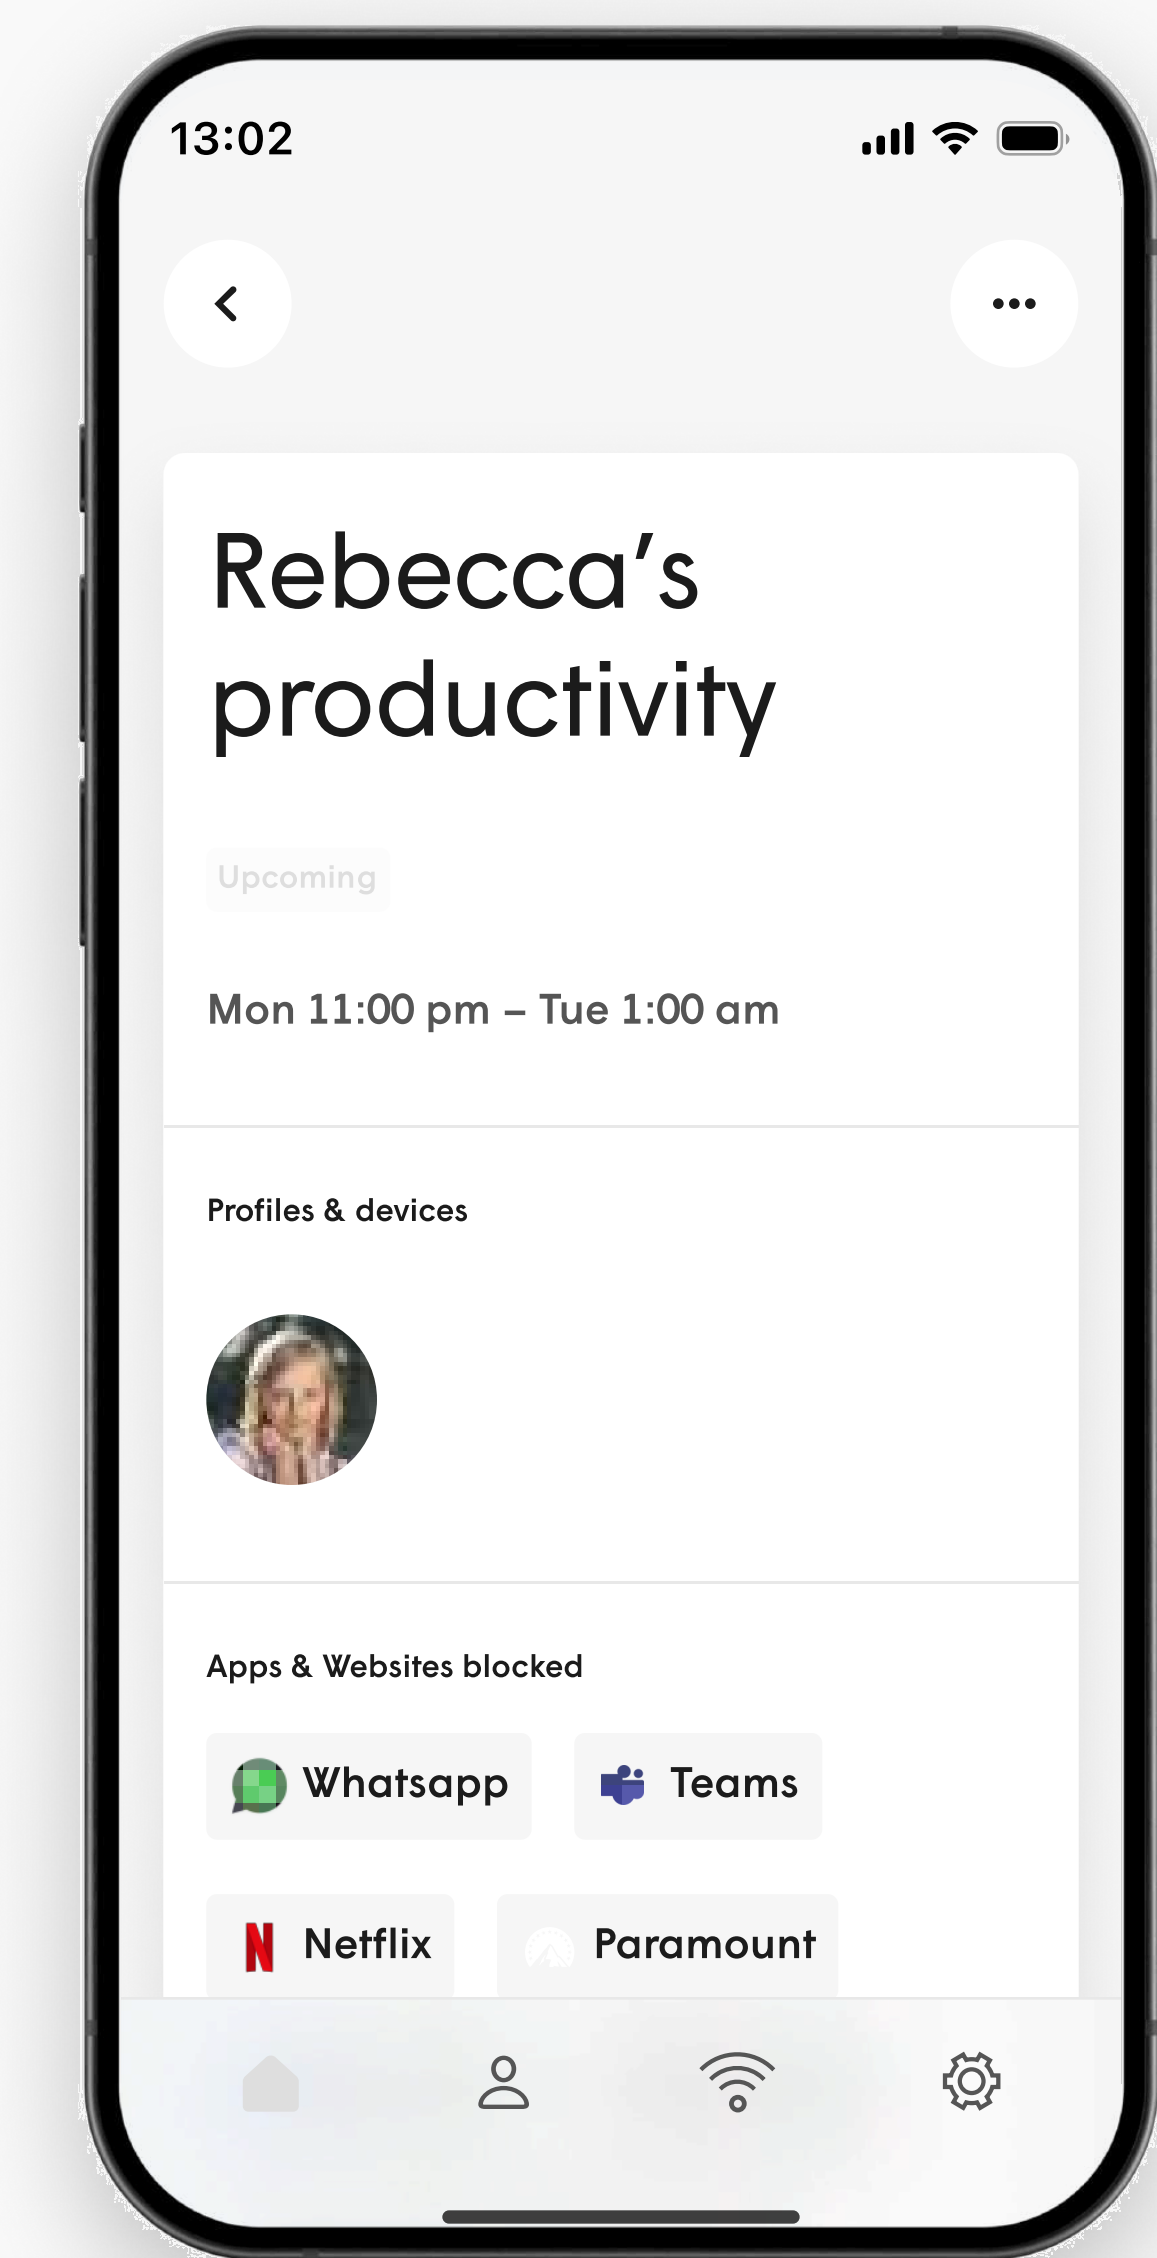 13:02
Rebecca’s
productivity
Upcoming
Mon 11:00 pm – Tue 1:00 am
Profiles & devices
Apps & Websites blocked
Whatsapp Teams
Netflix Paramount